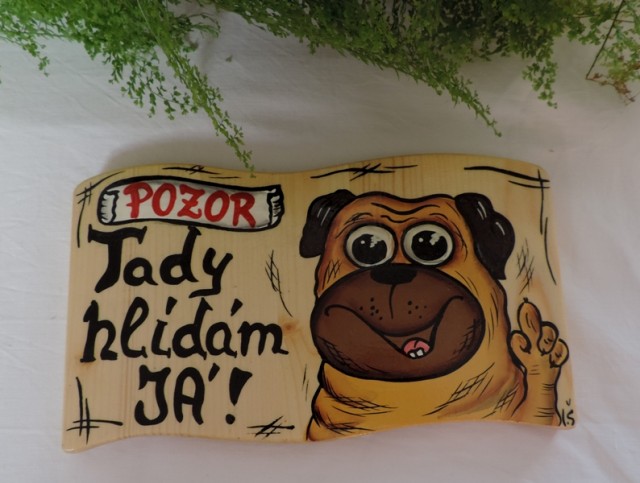 POZOR
Tady
hlídám
JÁ!
I.Š